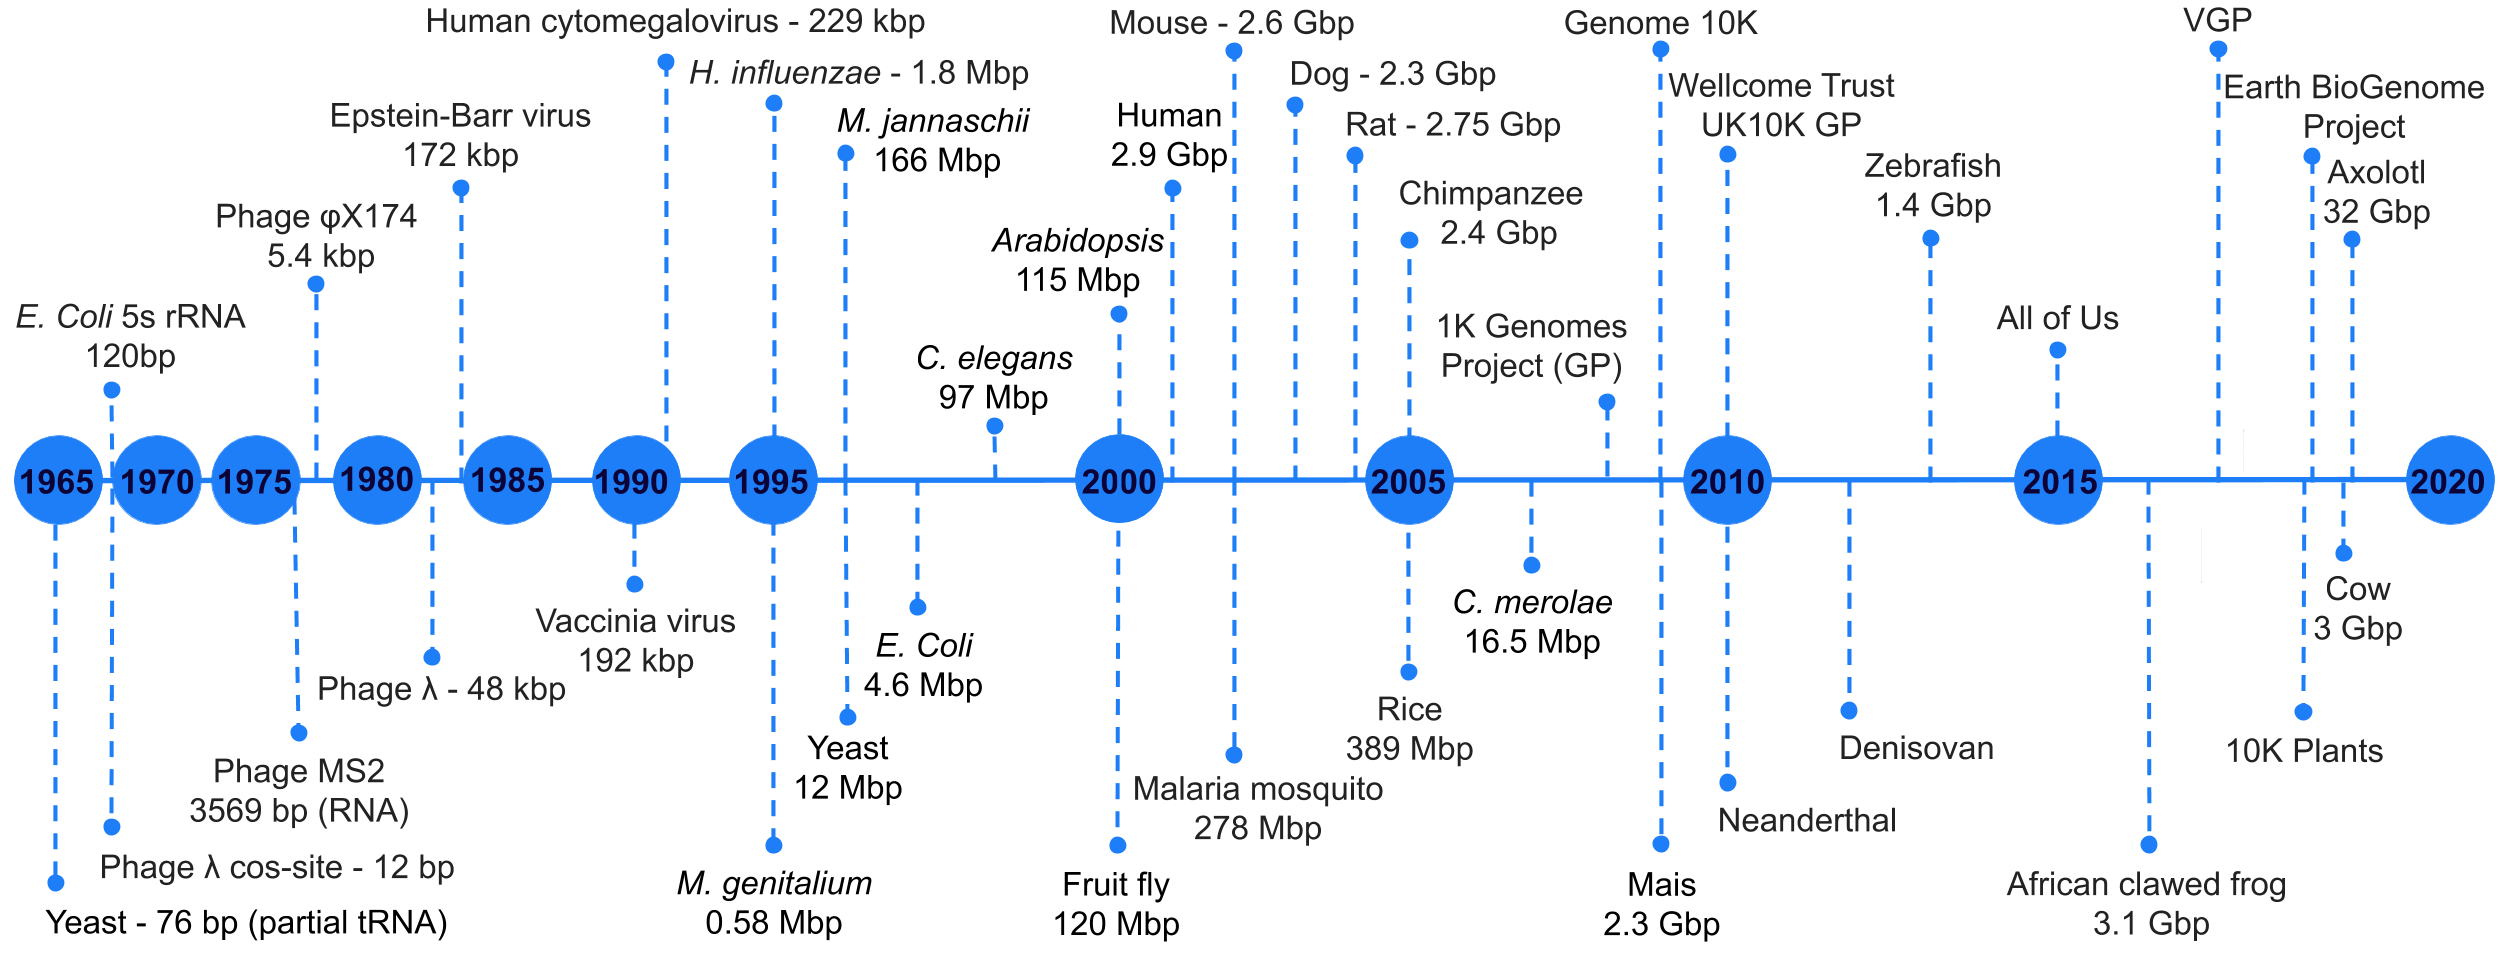 Human cytomegalovirus - 229 kbp
H. influenzae - 1.8 Mbp
Epstein-Barr virus
172 kbp
M. jannaschii
166 Mbp
Phage φX174
5.4 kbp
E. Coli 5s rRNA
120bp
C. elegans
97 Mbp
Arabidopsis
115 Mbp
Human
2.9 Gbp
Mouse - 2.6 Gbp
Dog - 2.3 Gbp
Rat - 2.75 Gbp
Chimpanzee
2.4 Gbp
1K Genomes
Project (GP)
Genome 10K
Wellcome Trust
UK10K GP
Zebrafish
1.4 Gbp
All of Us
VGP
Earth BioGenome
Project
Axolotl
32 Gbp
1965
1970
1975
1980
1985
1990
1995
2000
2005
2010
2015
2020
Yeast - 76 bp (partial tRNA)
Phage λ cos-site - 12 bp
Phage MS2
3569 bp (RNA)
Phage λ - 48 kbp
Vaccinia virus
192 kbp
M. genitalium
0.58 Mbp
Yeast
12 Mbp
E. Coli
4.6 Mbp
Fruit fly
120 Mbp
Malaria mosquito
278 Mbp
Rice
389 Mbp
C. merolae
16.5 Mbp
Mais
2.3 Gbp
Neanderthal
Denisovan
African clawed frog
3.1 Gbp
10K Plants
Cow
3 Gbp